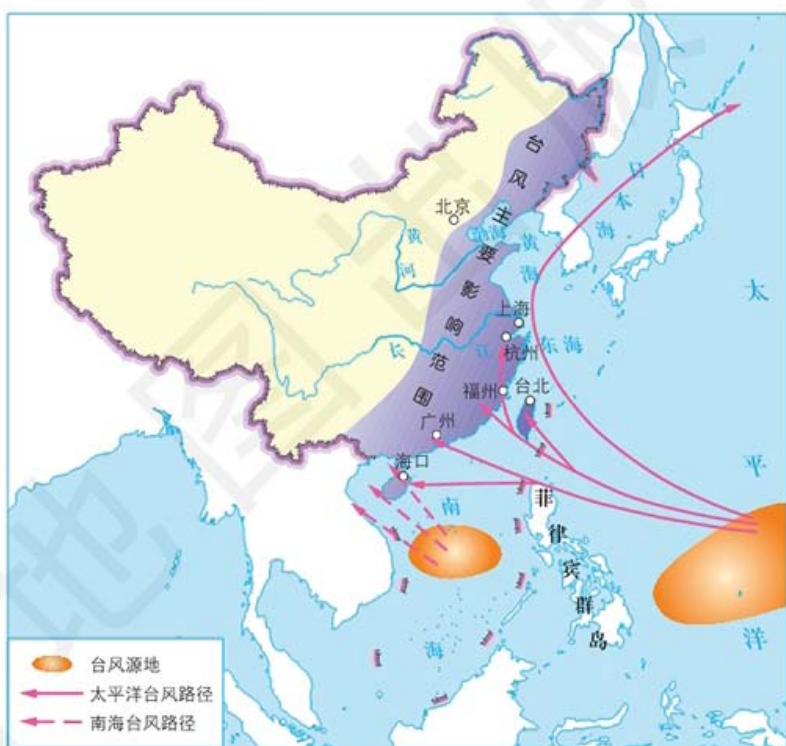 台风主要影响范围
北京
渤海
黄河
黄海
日本海
上海
长江
杭州
东海
福州
台北
广州
海口
南海
菲律宾群岛
太平洋
台风源地
太平洋台风路径
南海台风路径